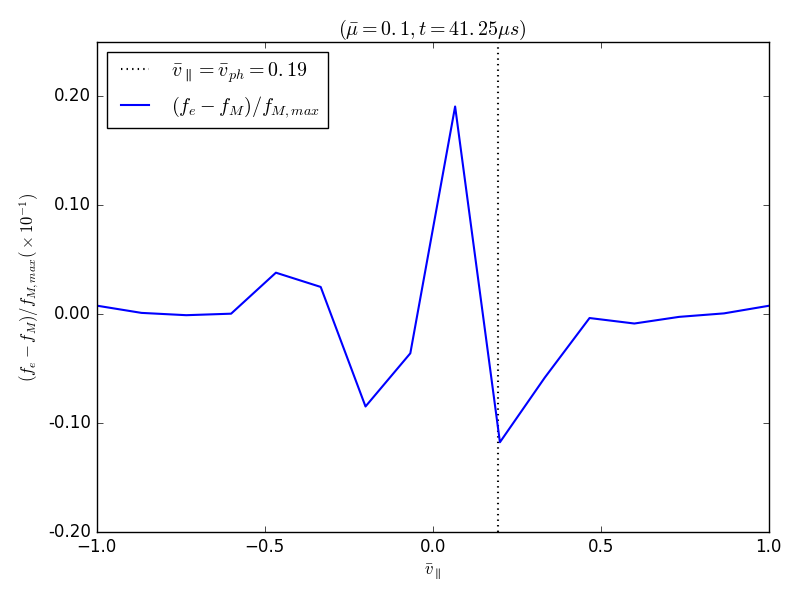 (μ̄ = 0.1, t = 41.25μs)
v̄∥ = v̄ph = 0.19
(fe − fM)/fM,max
0.20
0.10
0.00
-0.10
-0.20
(fe − fM)/fM,max(×10⁻¹)
−1.0 −0.5 0.0 0.5 1.0
v̄∥